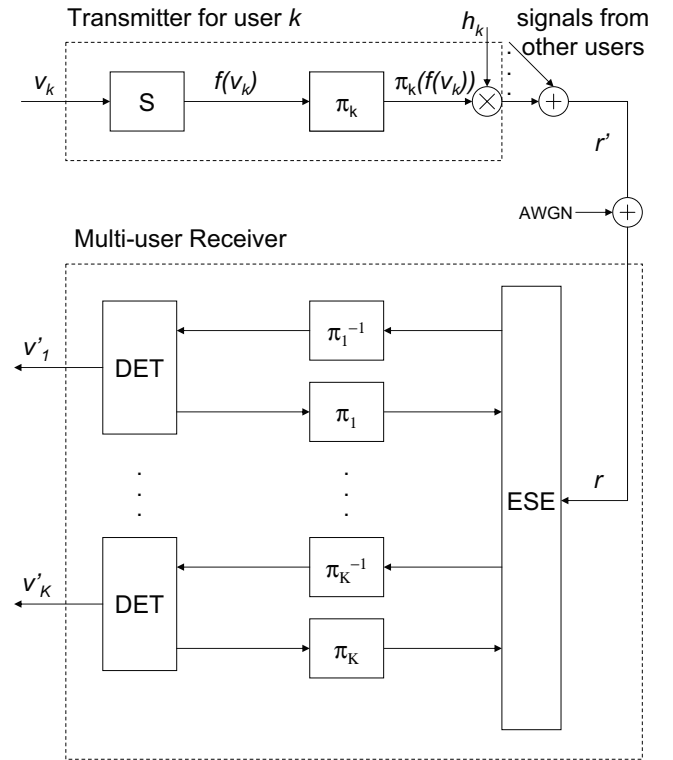 Transmitter for user k
h_k
signals from
other users
v_k
S
f(v_k)
π_k
π_k(f(v_k))
×
+
r'
AWGN
+
Multi-user Receiver
π_1^{-1}
v'_1
DET
π_1
r
ESE
π_K^{-1}
v'_K
DET
π_K